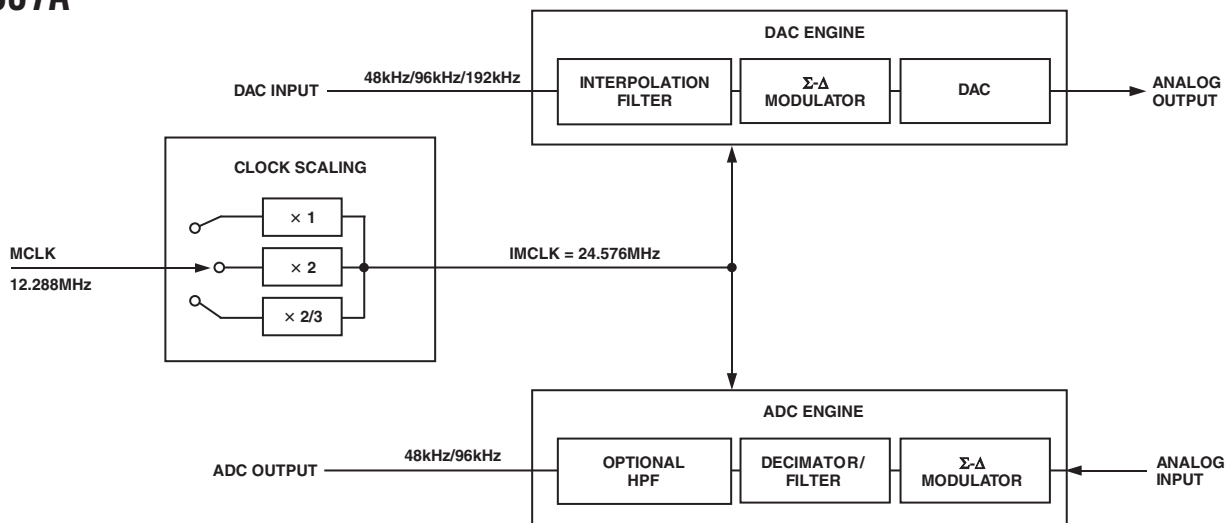 DAC ENGINE
48kHz/96kHz/192kHz
DAC INPUT
INTERPOLATION
FILTER
Σ-Δ
MODULATOR
DAC
ANALOG
OUTPUT
CLOCK SCALING
× 1
MCLK
12.288MHz
× 2
IMCLK = 24.576MHz
× 2/3
ADC ENGINE
48kHz/96kHz
ADC OUTPUT
OPTIONAL
HPF
DECIMATOR/
FILTER
Σ-Δ
MODULATOR
ANALOG
INPUT